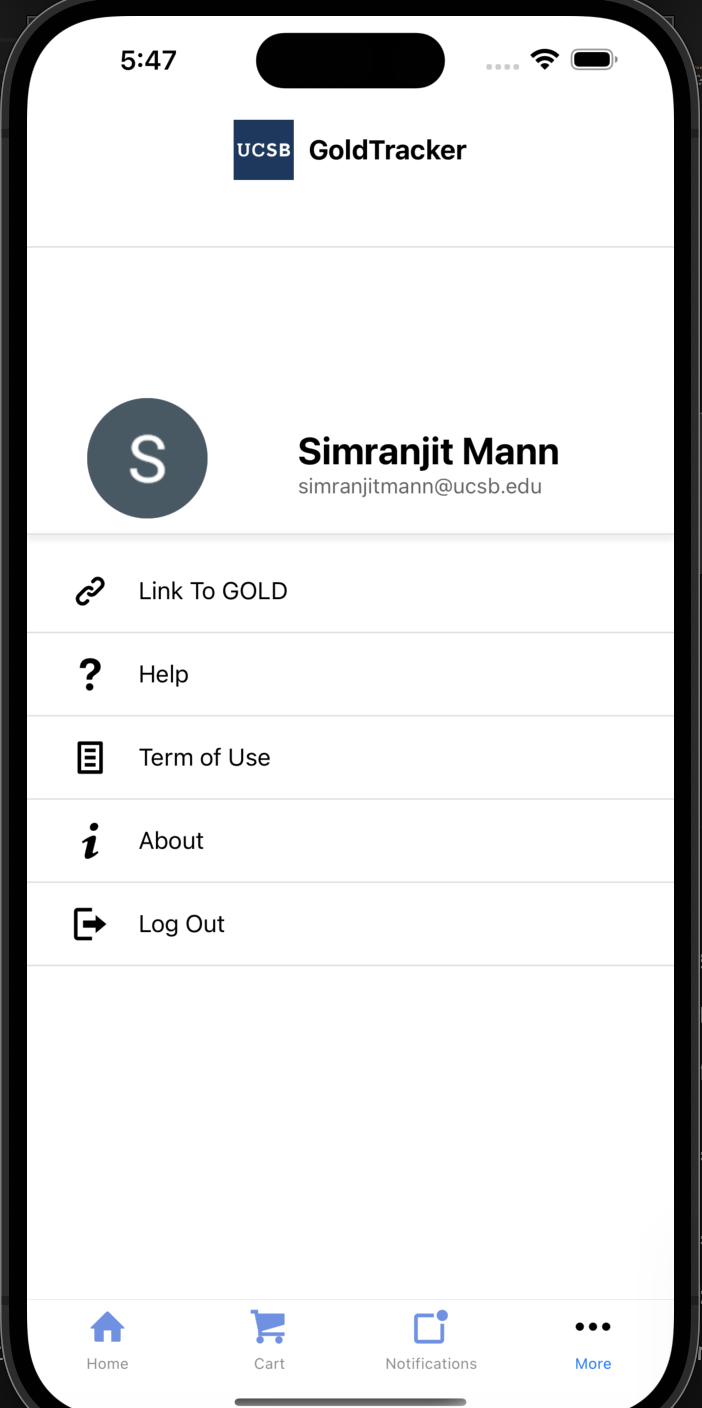 5:47
UCSB GoldTracker
S
Simranjit Mann
simranjitmann@ucsb.edu
Link To GOLD
Help
Term of Use
About
Log Out
Home Cart Notifications More